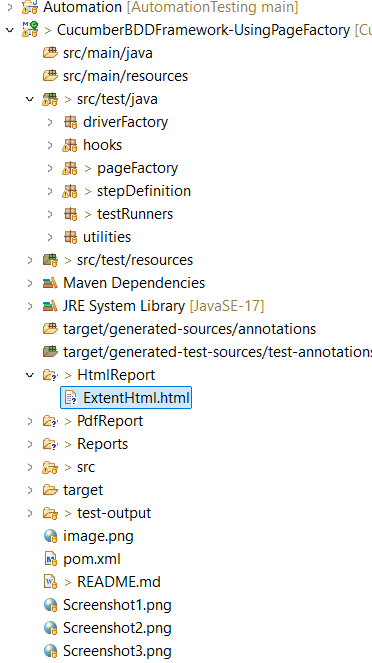 Automation [AutomationTesting main]
> CucumberBDDFramework-UsingPageFactory [Cu
src/main/java
src/main/resources
> src/test/java
driverFactory
hooks
> pageFactory
> stepDefinition
> testRunners
utilities
> src/test/resources
Maven Dependencies
JRE System Library [JavaSE-17]
target/generated-sources/annotations
target/generated-test-sources/test-annotations
> HtmlReport
ExtentHtml.html
> PdfReport
> Reports
> src
target
> test-output
image.png
pom.xml
> README.md
Screenshot1.png
Screenshot2.png
Screenshot3.png